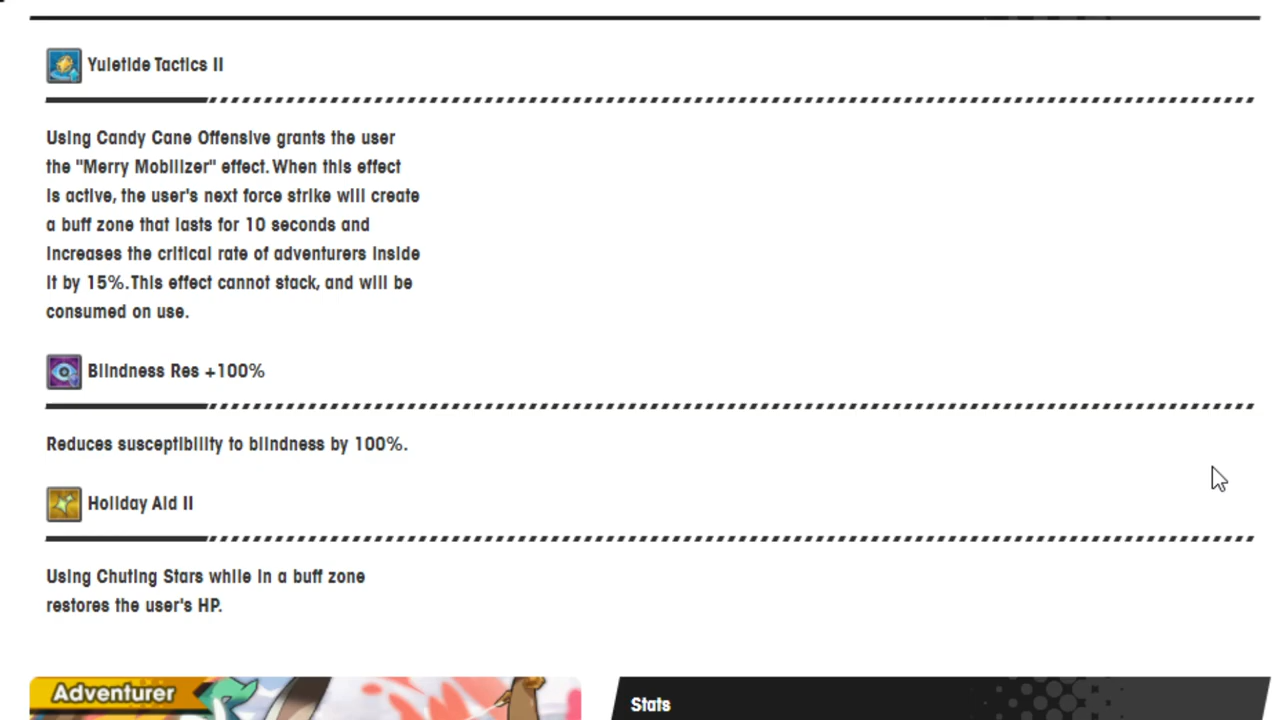 Yuletide Tactics II
Using Candy Cane Offensive grants the user
the "Merry Mobilizer" effect. When this effect
is active, the user's next force strike will create
a buff zone that lasts for 10 seconds and
increases the critical rate of adventurers inside
it by 15%. This effect cannot stack, and will be
consumed on use.
Blindness Res +100%
Reduces susceptibility to blindness by 100%.
Holiday Aid II
Using Chuting Stars while in a buff zone
restores the user's HP.
Adventurer
Stats